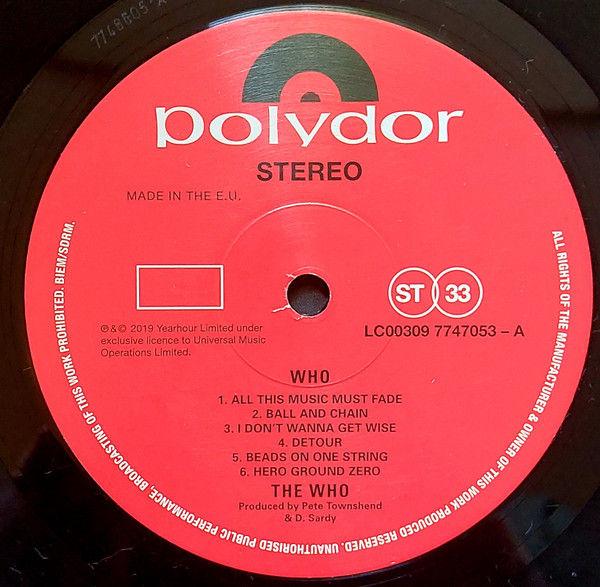 7748605
polydor
STEREO
MADE IN THE E.U.
ST 33
LC00309 7747053 – A
℗&© 2019 Yearhour Limited under
exclusive licence to Universal Music
Operations Limited.
WHO
1. ALL THIS MUSIC MUST FADE
2. BALL AND CHAIN
3. I DON'T WANNA GET WISE
4. DETOUR
5. BEADS ON ONE STRING
6. HERO GROUND ZERO
THE WHO
Produced by Pete Townshend
& D. Sardy
ALL RIGHTS OF THE MANUFACTURER & OWNER OF THIS WORK PRODUCED RESERVED. UNAUTHORISED PUBLIC PERFORMANCE, BROADCASTING OF THIS WORK PROHIBITED. BIEM/SDRM.